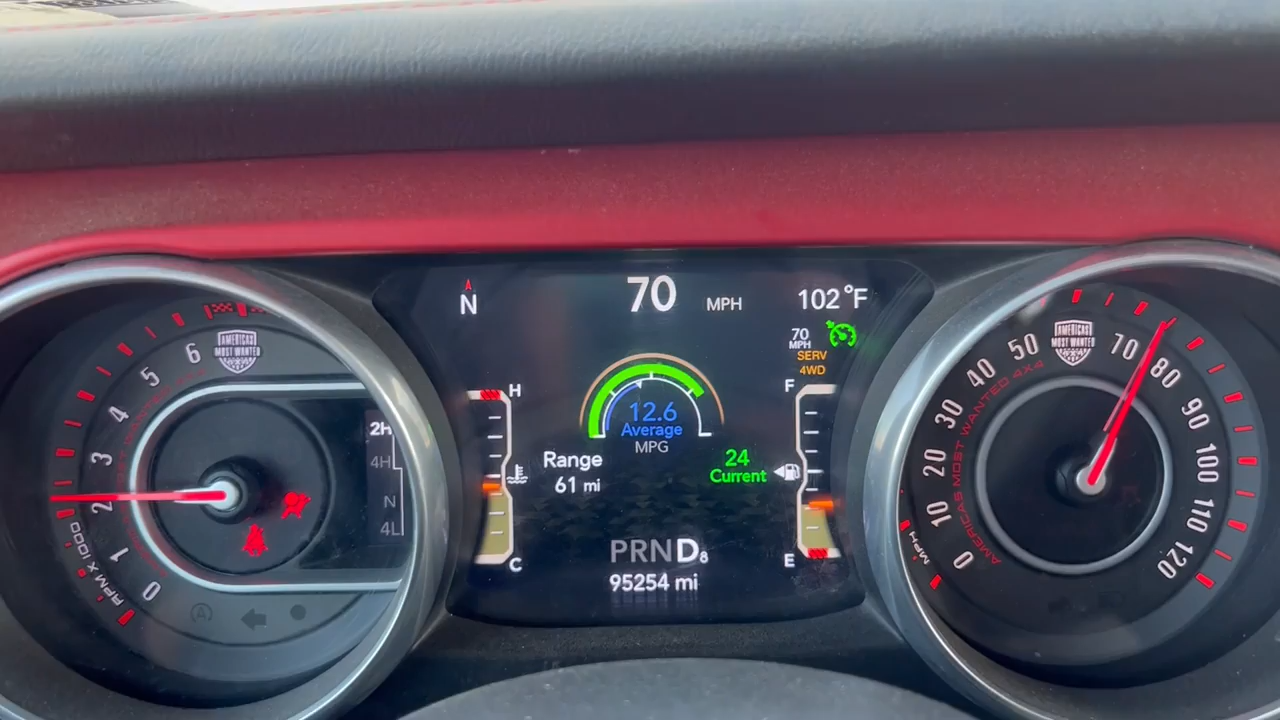 N
70 MPH
102°F
70
MPH
SERV
4WD
12.6
Average
MPG
Range
61 mi
24
Current
H
C
F
E
PRND8
95254 mi
0
1
2
3
4
5
6
RPM X 1000
AMERICAS
MOST WANTED
2H
4H
N
4L
0
10
20
30
40
50
70
80
90
100
110
120
MPH
AMERICAS MOST WANTED 4X4
AMERICAS
MOST WANTED